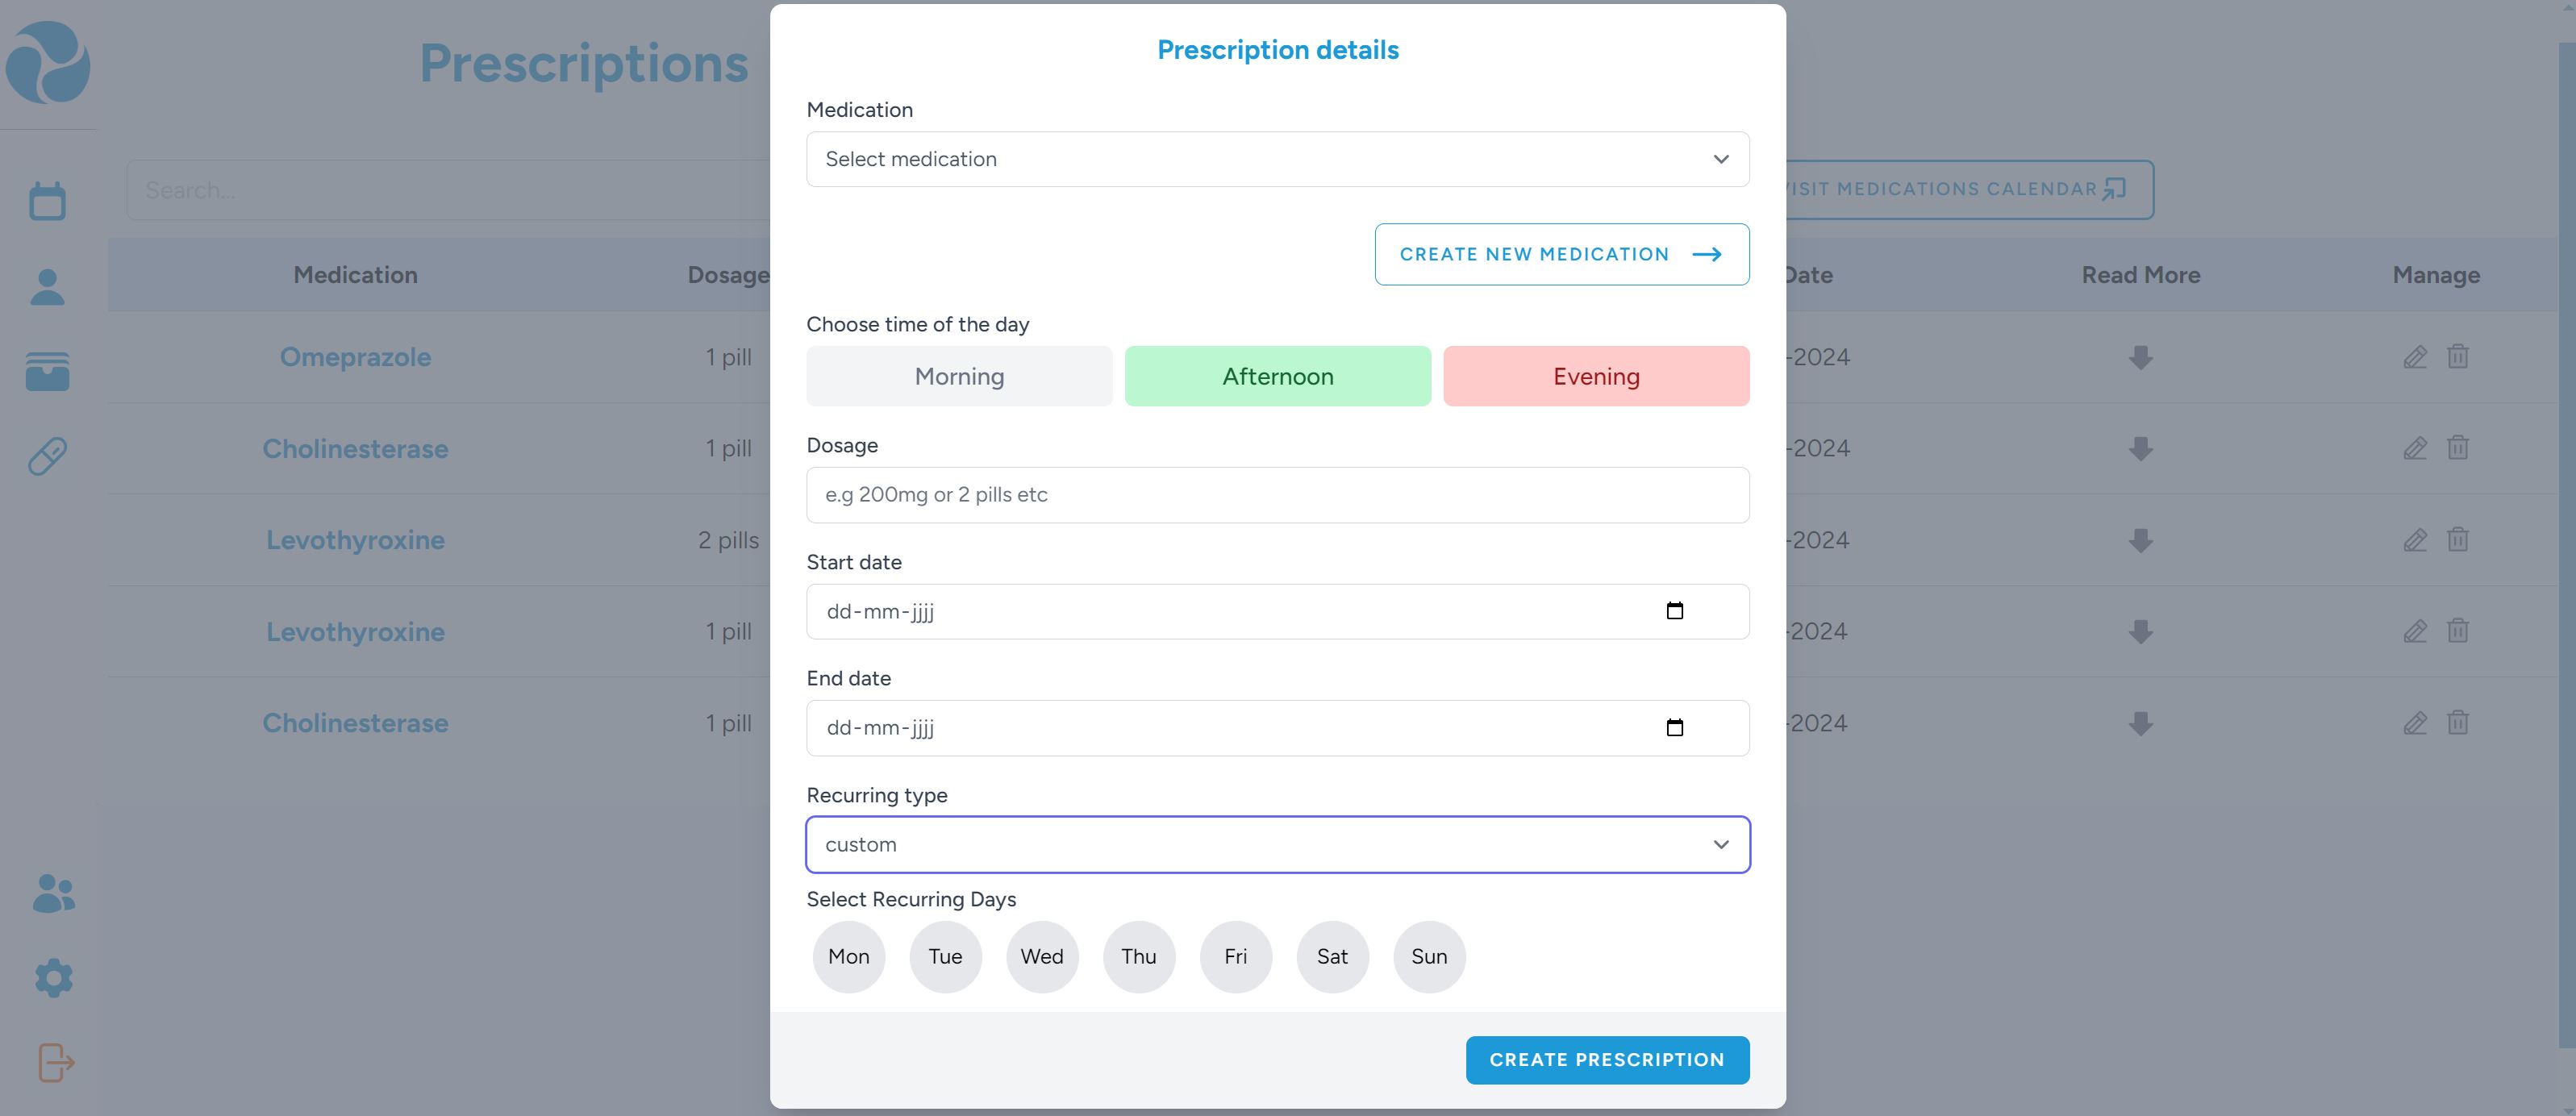 Prescriptions
Search...
VISIT MEDICATIONS CALENDAR
Medication Dosage Date Read More Manage
Omeprazole 1 pill -2024
Cholinesterase 1 pill -2024
Levothyroxine 2 pills -2024
Levothyroxine 1 pill -2024
Cholinesterase 1 pill -2024
Prescription details
Medication
Select medication
CREATE NEW MEDICATION
Choose time of the day
Morning Afternoon Evening
Dosage
e.g 200mg or 2 pills etc
Start date
dd-mm-jjjj
End date
dd-mm-jjjj
Recurring type
custom
Select Recurring Days
Mon Tue Wed Thu Fri Sat Sun
CREATE PRESCRIPTION